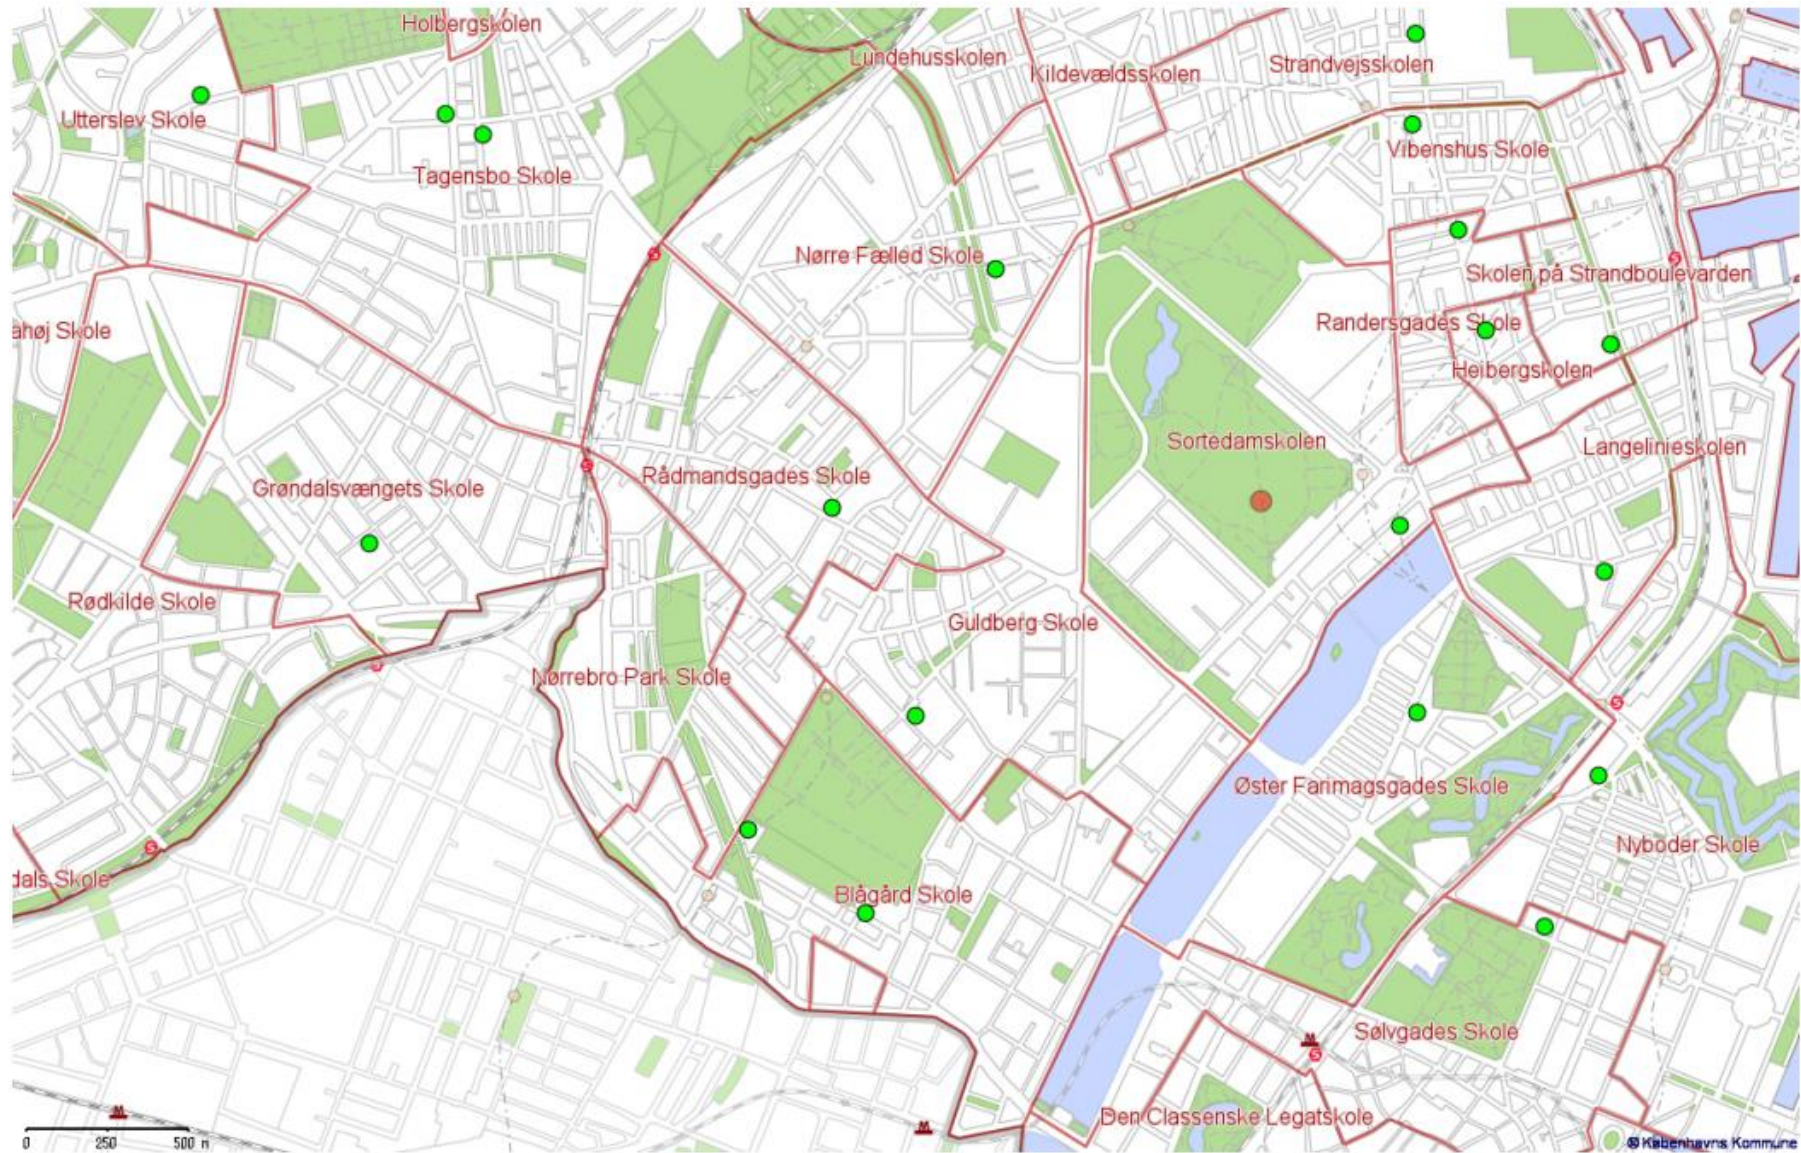 Holbergskolen
Lundehusskolen
Kildevældsskolen
Strandvejsskolen
Utterslev Skole
Tagensbo Skole
Vibenshus Skole
Nørre Fælled Skole
Skolen på Strandboulevarden
ahøj Skole
Randersgades Skole
Heibergskolen
Sortedamskolen
Langelinieskolen
Rådmandsgades Skole
Grøndalsvængets Skole
Rødkilde Skole
Guldberg Skole
Nørrebro Park Skole
Øster Farimagsgades Skole
Nyboder Skole
dals Skole
Blågård Skole
Sølvgades Skole
Den Classenske Legatskole
0 250 500 m
© Københavns Kommune